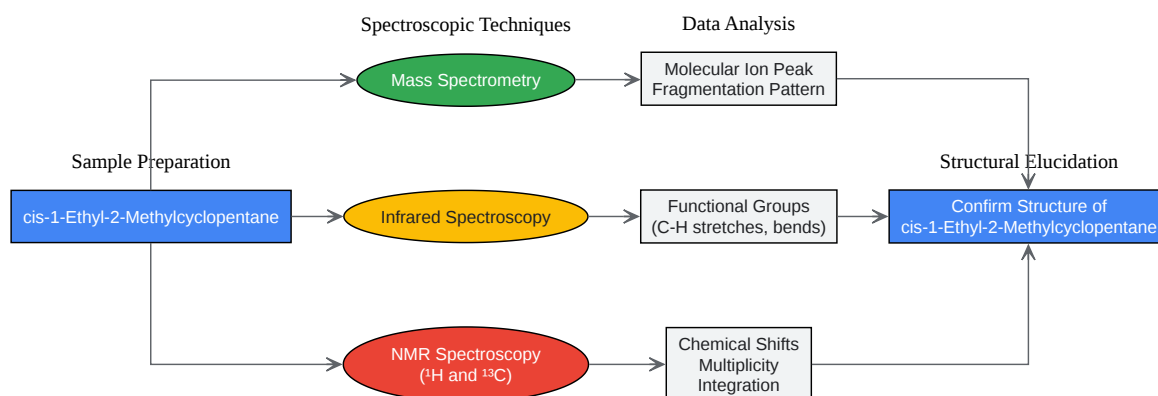 Spectroscopic Techniques
Data Analysis
Mass Spectrometry
Molecular Ion Peak
Fragmentation Pattern
Sample Preparation
Structural Elucidation
cis-1-Ethyl-2-Methylcyclopentane
Infrared Spectroscopy
Functional Groups
(C-H stretches, bends)
Confirm Structure of
cis-1-Ethyl-2-Methylcyclopentane
NMR Spectroscopy
(¹H and ¹³C)
Chemical Shifts
Multiplicity
Integration